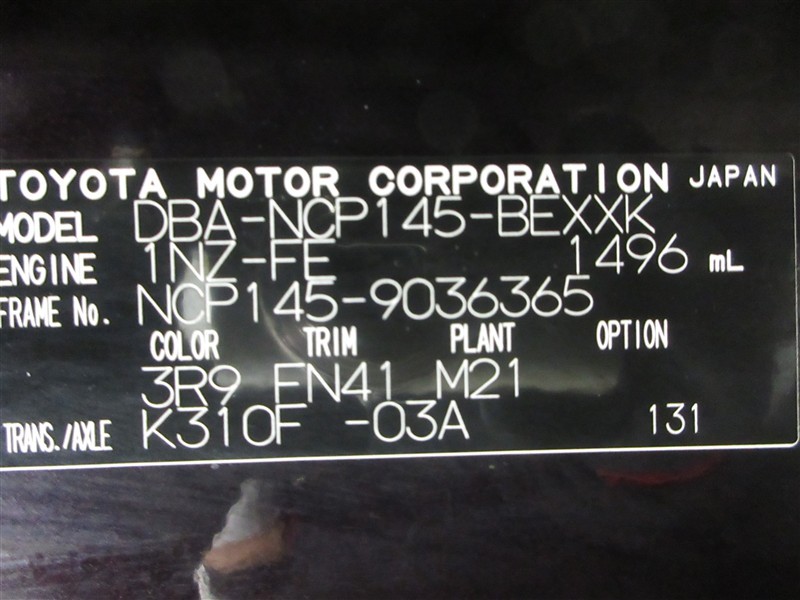 TOYOTA MOTOR CORPORATION JAPAN
MODEL DBA-NCP145-BEXXK
ENGINE 1NZ-FE 1496 mL
FRAME No. NCP145-9036365
COLOR TRIM PLANT OPTION
3R9 FN41 M21
TRANS./AXLE K310F -03A 131